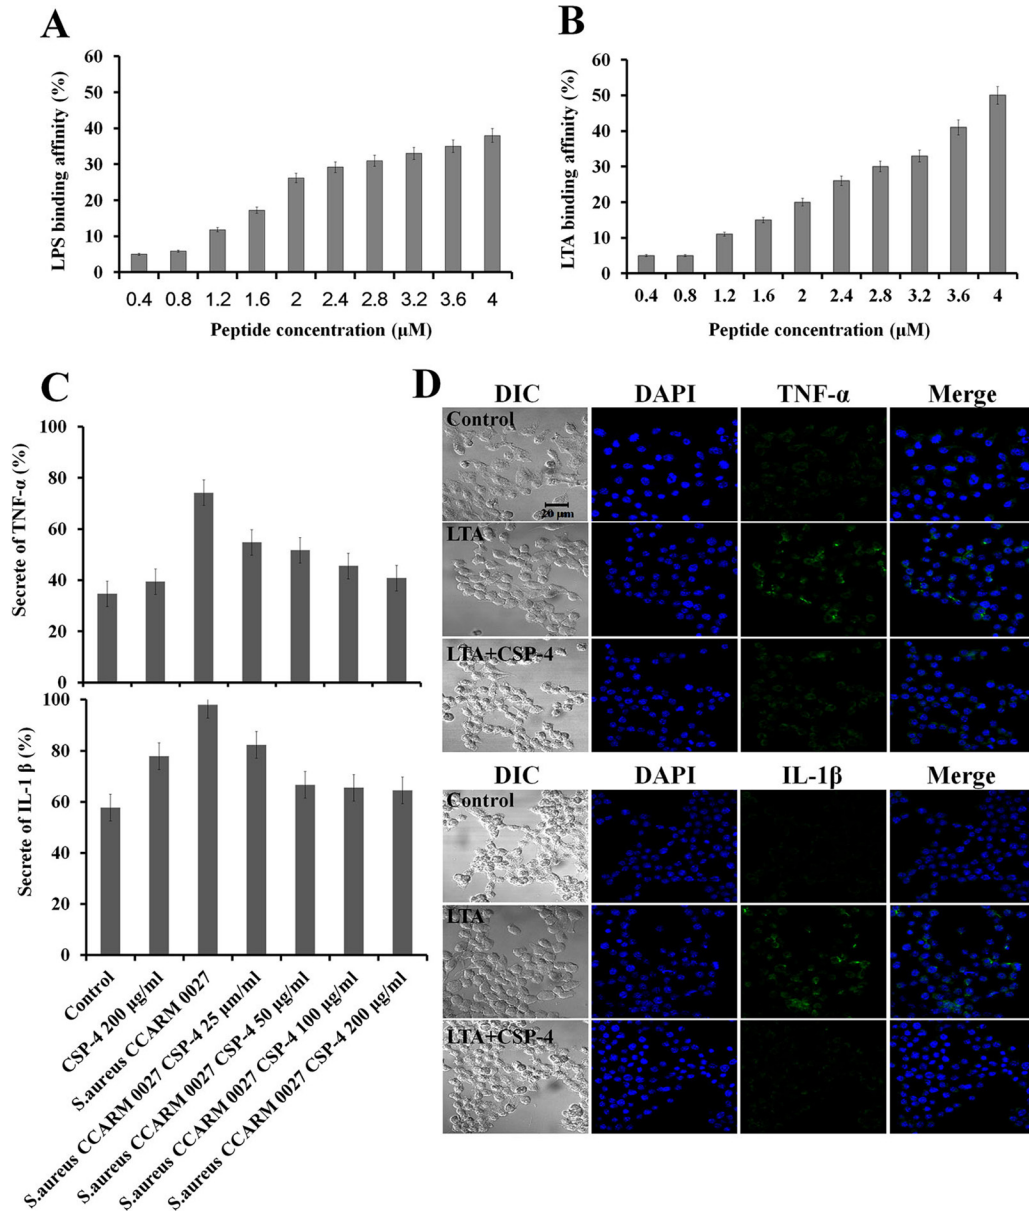 A
60
50
40
30
20
10
0
LPS binding affinity (%)
0.4 0.8 1.2 1.6 2 2.4 2.8 3.2 3.6 4
Peptide concentration (μM)
B
60
50
40
30
20
10
0
LTA binding affinity (%)
0.4 0.8 1.2 1.6 2 2.4 2.8 3.2 3.6 4
Peptide concentration (μM)
C
100
80
60
40
20
0
Secrete of TNF-α (%)
100
80
60
40
20
0
Secrete of IL-1 β (%)
Control
CSP-4 200 μg/ml
S.aureus CCARM 0027
S.aureus CCARM 0027 CSP-4 25 μm/ml
S.aureus CCARM 0027 CSP-4 50 μg/ml
S.aureus CCARM 0027 CSP-4 100 μg/ml
S.aureus CCARM 0027 CSP-4 200 μg/ml
D
DIC DAPI TNF-α Merge
Control
20 μm
LTA
LTA+CSP-4
DIC DAPI IL-1β Merge
Control
LTA
LTA+CSP-4